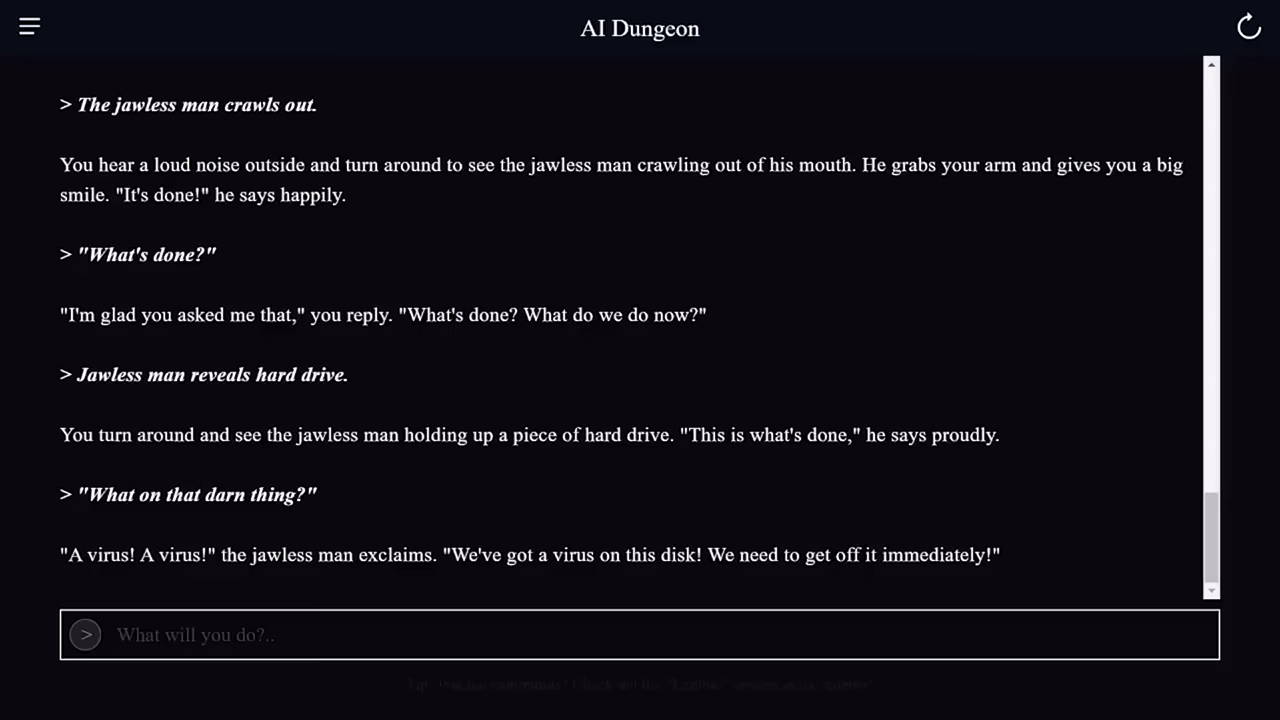 AI Dungeon
> The jawless man crawls out.
You hear a loud noise outside and turn around to see the jawless man crawling out of his mouth. He grabs your arm and gives you a big
smile. "It's done!" he says happily.
> "What's done?"
"I'm glad you asked me that," you reply. "What's done? What do we do now?"
> Jawless man reveals hard drive.
You turn around and see the jawless man holding up a piece of hard drive. "This is what's done," he says proudly.
> "What on that darn thing?"
"A virus! A virus!" the jawless man exclaims. "We've got a virus on this disk! We need to get off it immediately!"
> What will you do?..